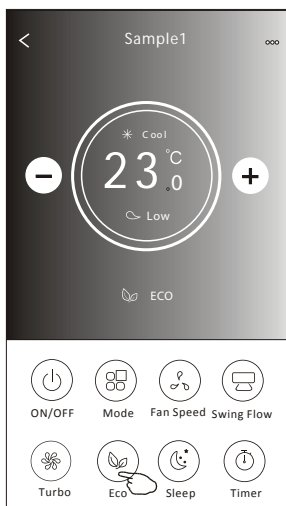 Sample1
Cool
23.0°C
Low
ECO
ON/OFF Mode Fan Speed Swing Flow
Turbo Eco Sleep Timer